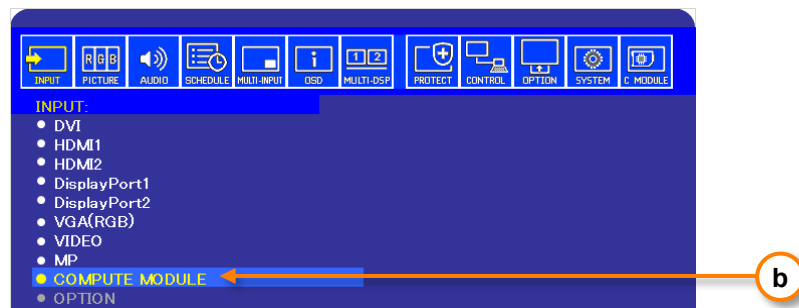 INPUT PICTURE AUDIO SCHEDULE MULTI-INPUT OSD MULTI-DSP PROTECT CONTROL OPTION SYSTEM C MODULE
INPUT:
DVI
HDMI1
HDMI2
DisplayPort1
DisplayPort2
VGA(RGB)
VIDEO
MP
COMPUTE MODULE
b
OPTION